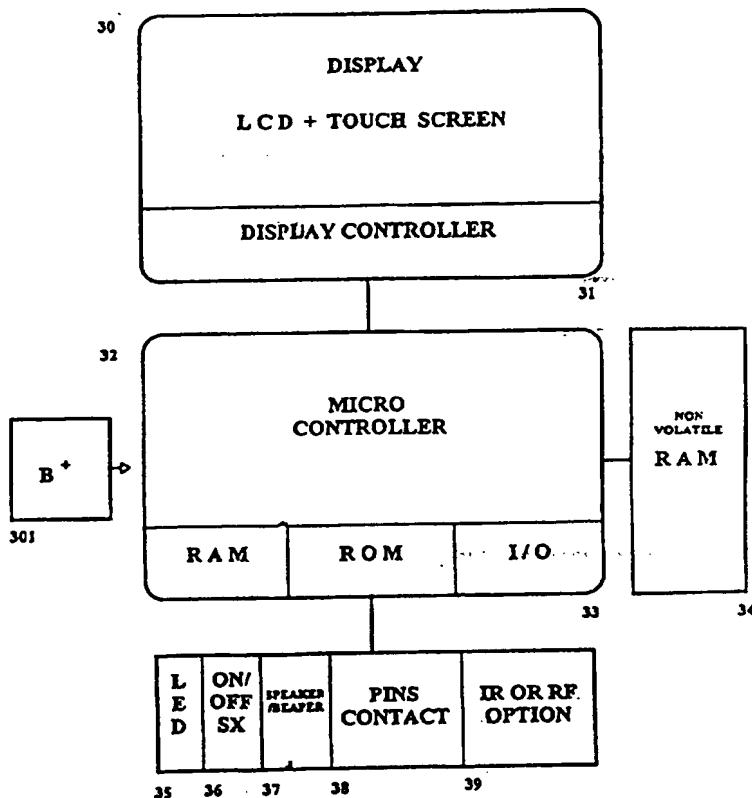 30
DISPLAY
LCD + TOUCH SCREEN
DISPLAY CONTROLLER
31
32
MICRO
CONTROLLER
NON
VOLATILE
RAM
B+
301
RAM ROM I/O
33
34
LED
ON/
OFF
SX
SPEAKER
/BEAPER
PINS
CONTACT
IR OR RF
OPTION
35 36 37 38 39